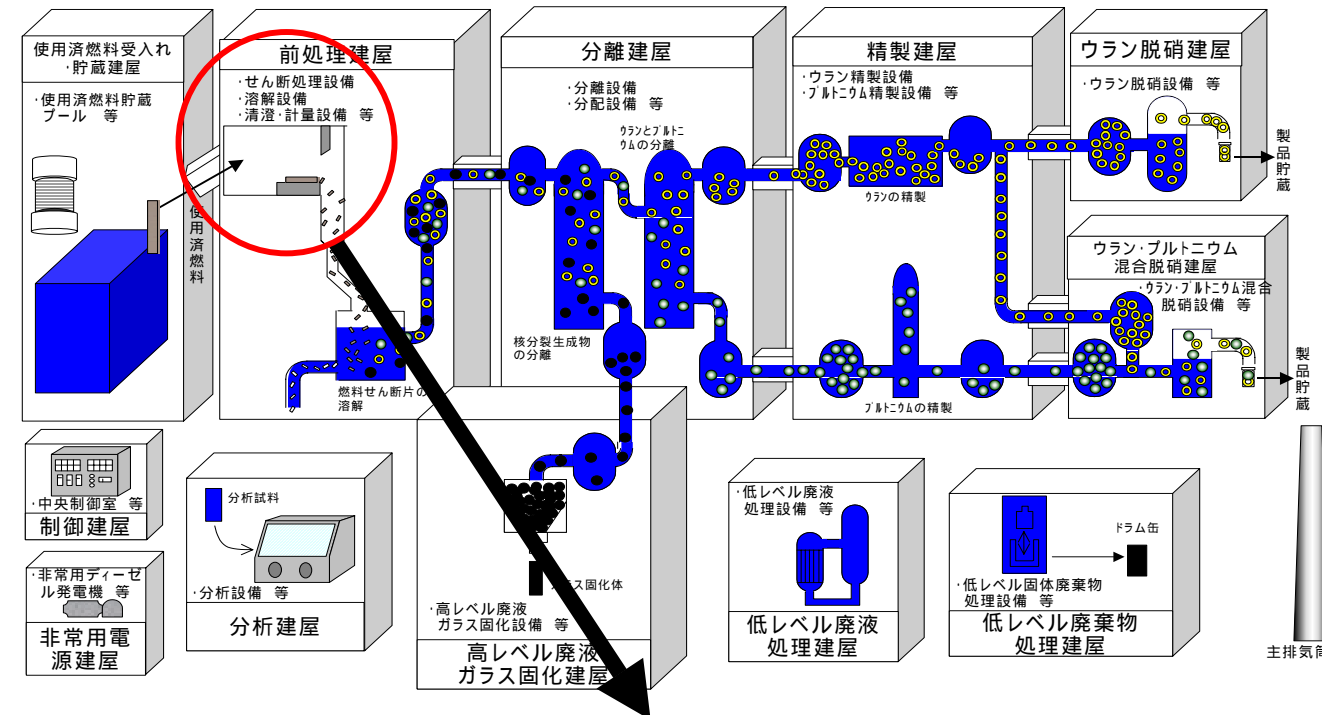 使用済燃料受入れ
・貯蔵建屋
・使用済燃料貯蔵
プール 等
使用済燃料
前処理建屋
・せん断処理設備
・溶解設備
・清澄・計量設備 等
燃料せん断片の
溶解
分離建屋
・分離設備
・分配設備 等
ウランとプルトニ
ウムの分離
核分裂生成物
の分離
精製建屋
・ウラン精製設備
・プルトニウム精製設備 等
ウランの精製
プルトニウムの精製
ウラン脱硝建屋
・ウラン脱硝設備 等
製品貯蔵
ウラン・プルトニウム
混合脱硝建屋
・ウラン・プルトニウム混合
脱硝設備 等
製品貯蔵
・中央制御室 等
制御建屋
・非常用ディーゼ
ル発電機 等
非常用電
源建屋
分析試料
・分析設備 等
分析建屋
ガラス固化体
・高レベル廃液
ガラス固化設備 等
高レベル廃液
ガラス固化建屋
・低レベル廃液
処理設備 等
低レベル廃液
処理建屋
ドラム缶
・低レベル固体廃棄物
処理設備 等
低レベル廃棄物
処理建屋
主排気筒